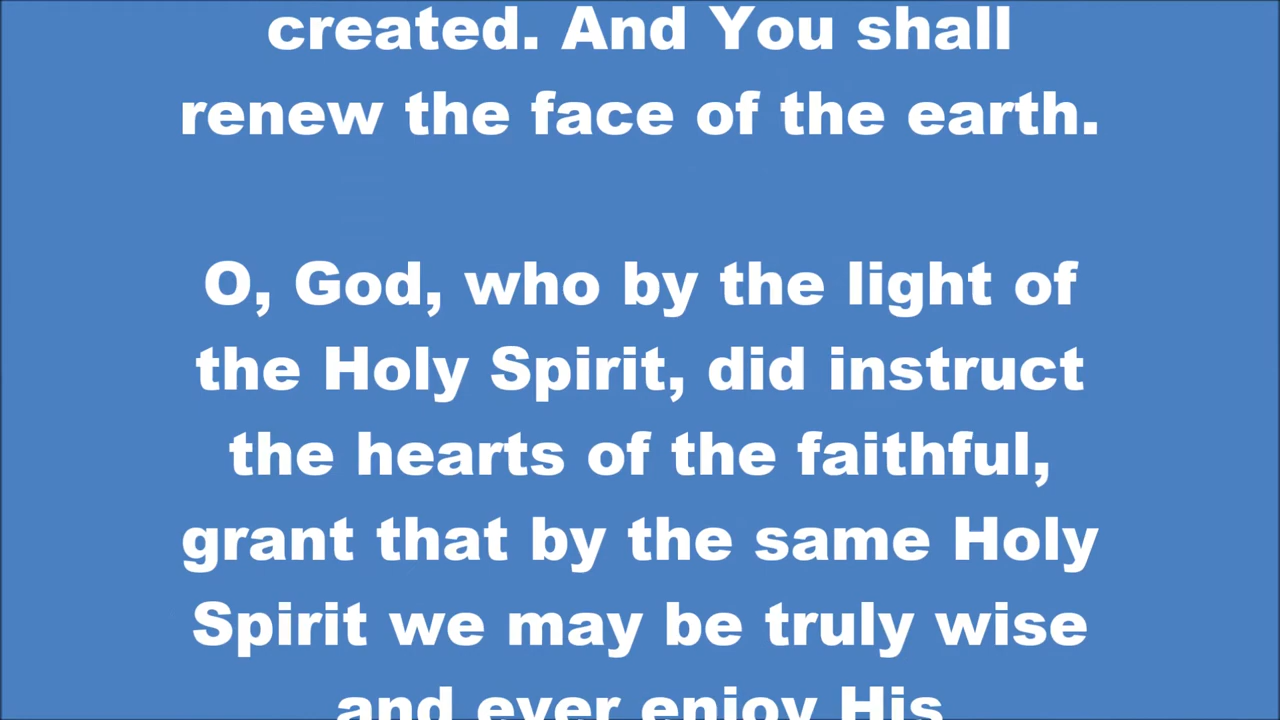 created. And You shall
renew the face of the earth.
O, God, who by the light of
the Holy Spirit, did instruct
the hearts of the faithful,
grant that by the same Holy
Spirit we may be truly wise
and ever enjoy His